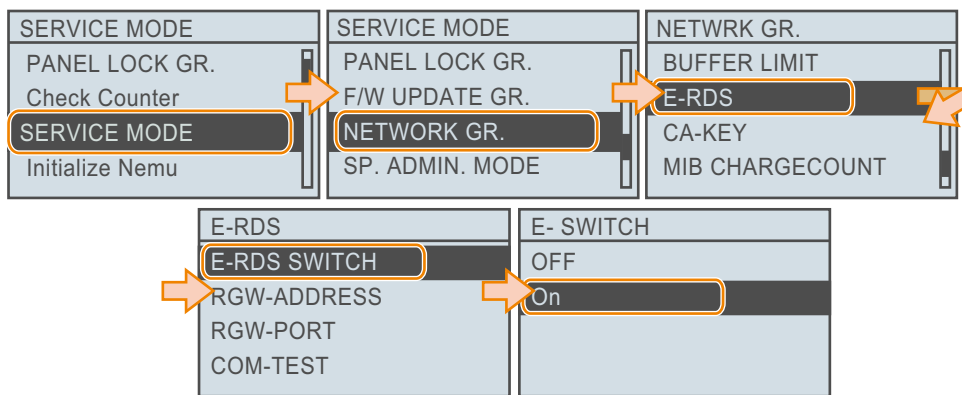 SERVICE MODE
PANEL LOCK GR.
Check Counter
SERVICE MODE
Initialize Nemu
SERVICE MODE
PANEL LOCK GR.
F/W UPDATE GR.
NETWORK GR.
SP. ADMIN. MODE
NETWRK GR.
BUFFER LIMIT
E-RDS
CA-KEY
MIB CHARGECOUNT
E-RDS
E-RDS SWITCH
RGW-ADDRESS
RGW-PORT
COM-TEST
E- SWITCH
OFF
On